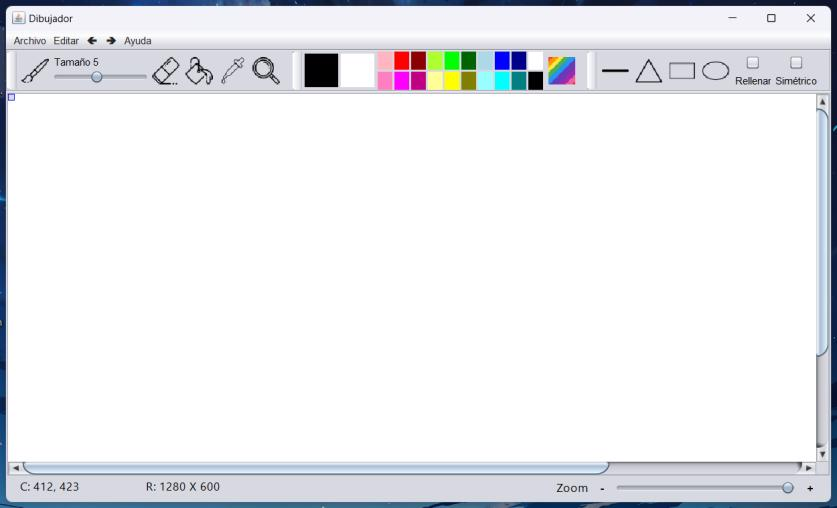 Dibujador
Archivo Editar Ayuda
Tamaño 5
Rellenar Simétrico
C: 412, 423 R: 1280 X 600 Zoom - +